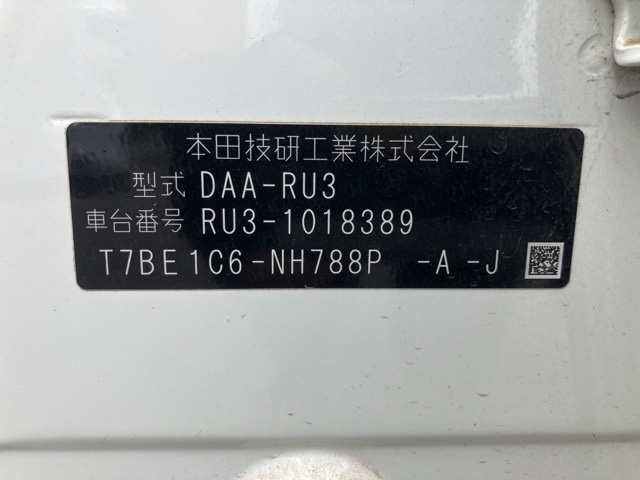 本田技研工業株式会社
型式 DAA-RU3
車台番号 RU3-1018389
T7BE1C6-NH788P -A-J